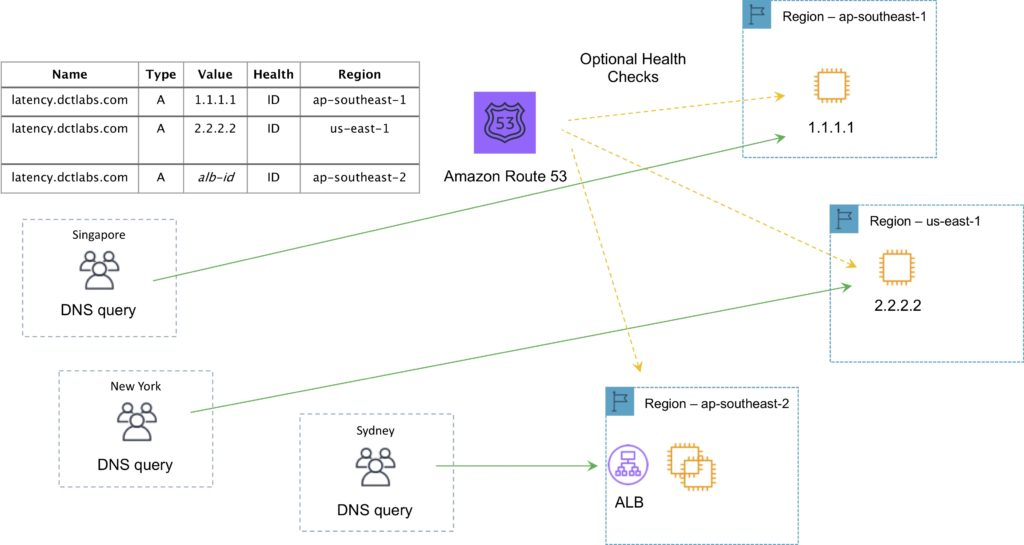 Region – ap-southeast-1
Optional Health
Checks
Name Type Value Health Region
latency.dctlabs.com A 1.1.1.1 ID ap-southeast-1
latency.dctlabs.com A 2.2.2.2 ID us-east-1
latency.dctlabs.com A alb-id ID ap-southeast-2
53
1.1.1.1
Amazon Route 53
Region – us-east-1
Singapore
DNS query
2.2.2.2
New York
DNS query
Region – ap-southeast-2
Sydney
DNS query
ALB